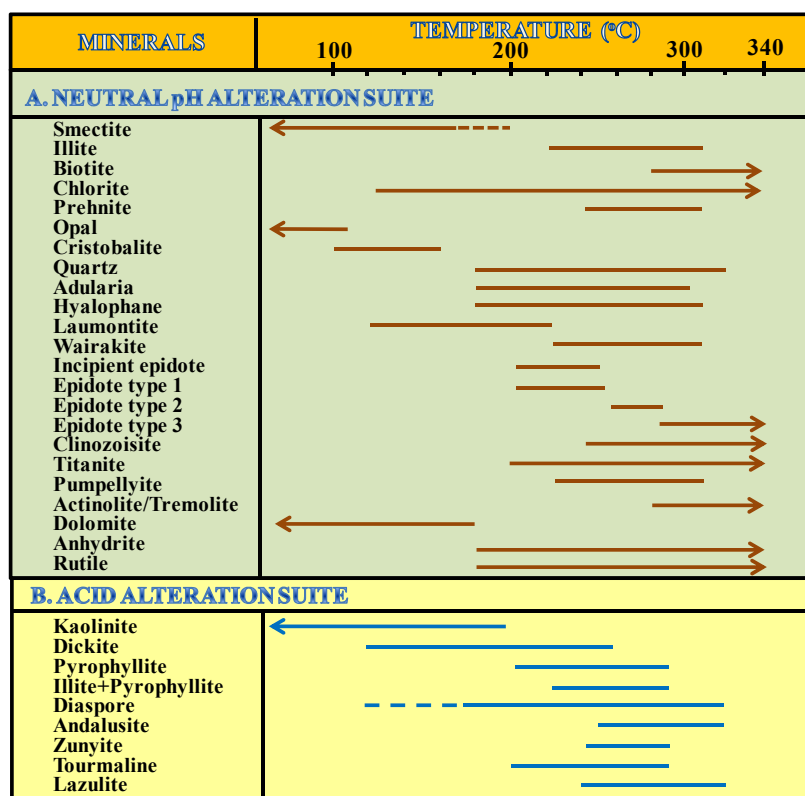 MINERALS
TEMPERATURE (°C)
100 200 300 340
A. NEUTRAL pH ALTERATION SUITE
Smectite
Illite
Biotite
Chlorite
Prehnite
Opal
Cristobalite
Quartz
Adularia
Hyalophane
Laumontite
Wairakite
Incipient epidote
Epidote type 1
Epidote type 2
Epidote type 3
Clinozoisite
Titanite
Pumpellyite
Actinolite/Tremolite
Dolomite
Anhydrite
Rutile
B. ACID ALTERATION SUITE
Kaolinite
Dickite
Pyrophyllite
Illite+Pyrophyllite
Diaspore
Andalusite
Zunyite
Tourmaline
Lazulite